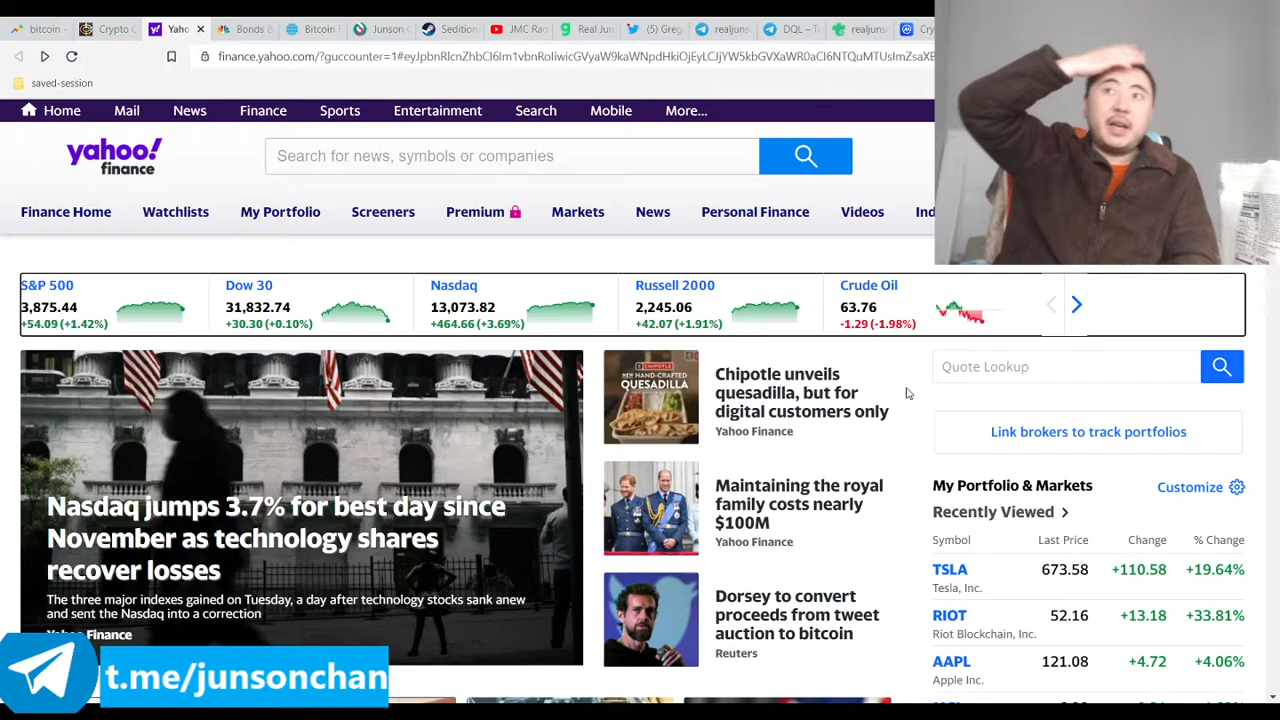 bitcoin
Crypto C
Yaho
Bonds &
Bitcoin F
Junson C
Sedition
JMC Rad
Real Jun
(5) Greg
realjuns
DQL –
realjuns
Cry
finance.yahoo.com/?guccounter=1#
saved-session
Home Mail News Finance Sports Entertainment Search Mobile More...
yahoo!
finance
Search for news, symbols or companies
Finance Home Watchlists My Portfolio Screeners Premium Markets News Personal Finance Videos Ind
S&P 500
3,875.44
+54.09 (+1.42%)
Dow 30
31,832.74
+30.30 (+0.10%)
Nasdaq
13,073.82
+464.66 (+3.69%)
Russell 2000
2,245.06
+42.07 (+1.91%)
Crude Oil
63.76
-1.29 (-1.98%)
Nasdaq jumps 3.7% for best day since
November as technology shares
recover losses
The three major indexes gained on Tuesday, a day after technology stocks sank anew
and sent the Nasdaq into a correction
Finance
t.me/junsonchan
CHIPOTLE
NEW HAND-CRAFTED
QUESADILLA
Chipotle unveils
quesadilla, but for
digital customers only
Yahoo Finance
Maintaining the royal
family costs nearly
$100M
Yahoo Finance
Dorsey to convert
proceeds from tweet
auction to bitcoin
Reuters
Quote Lookup
Link brokers to track portfolios
My Portfolio & Markets Customize
Recently Viewed
Symbol Last Price Change % Change
TSLA 673.58 +110.58 +19.64%
Tesla, Inc.
RIOT 52.16 +13.18 +33.81%
Riot Blockchain, Inc.
AAPL 121.08 +4.72 +4.06%
Apple Inc.